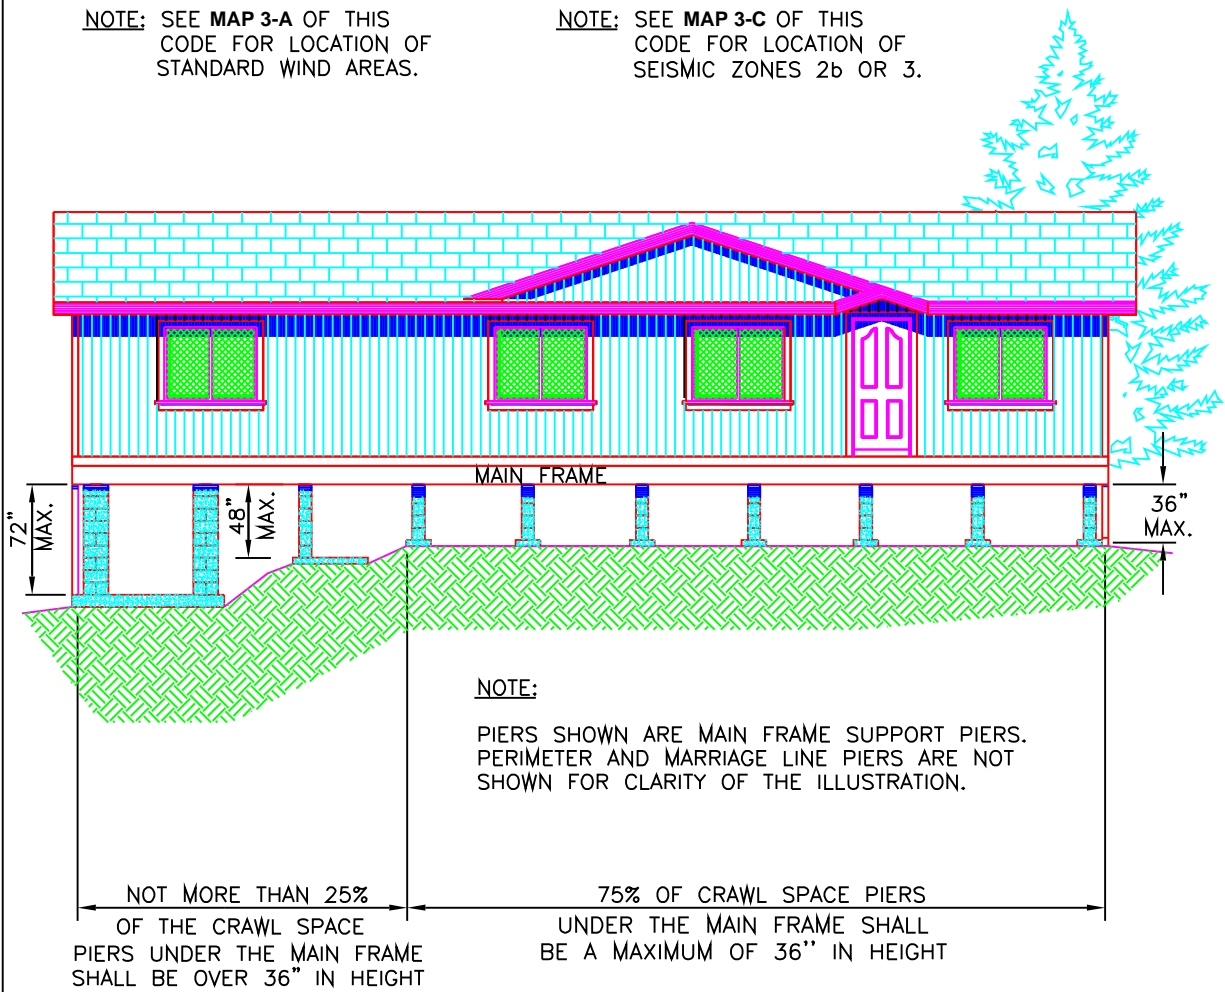 NOTE: SEE MAP 3-A OF THIS
CODE FOR LOCATION OF
STANDARD WIND AREAS.
NOTE: SEE MAP 3-C OF THIS
CODE FOR LOCATION OF
SEISMIC ZONES 2b OR 3.
MAIN FRAME
72"
MAX.
48"
MAX.
36"
MAX.
NOTE:
PIERS SHOWN ARE MAIN FRAME SUPPORT PIERS.
PERIMETER AND MARRIAGE LINE PIERS ARE NOT
SHOWN FOR CLARITY OF THE ILLUSTRATION.
NOT MORE THAN 25%
OF THE CRAWL SPACE
PIERS UNDER THE MAIN FRAME
SHALL BE OVER 36" IN HEIGHT
75% OF CRAWL SPACE PIERS
UNDER THE MAIN FRAME SHALL
BE A MAXIMUM OF 36'' IN HEIGHT